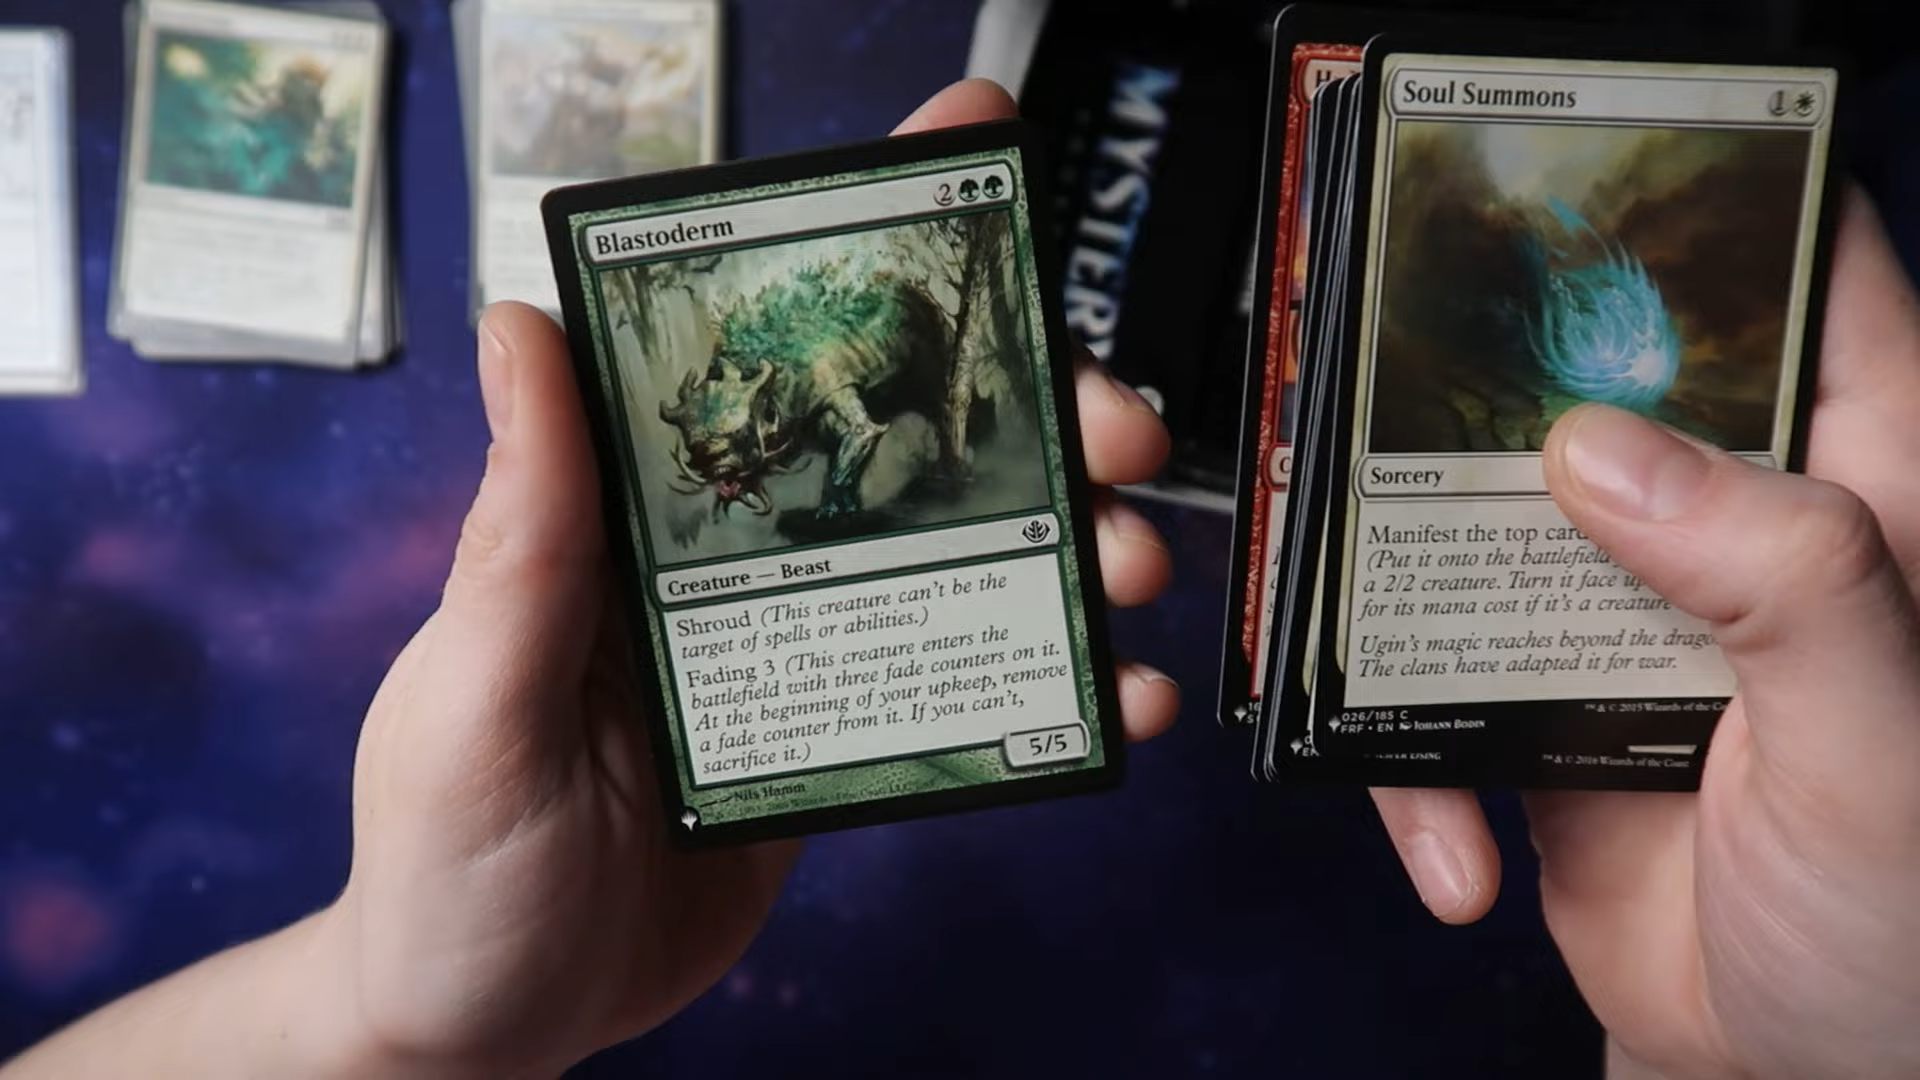 Blastoderm
2
Creature — Beast
Shroud (This creature can't be the
target of spells or abilities.)
Fading 3 (This creature enters the
battlefield with three fade counters on it.
At the beginning of your upkeep, remove
a fade counter from it. If you can't,
sacrifice it.)
5/5
Nils Hamm
MYSTERY
Soul Summons
1
Sorcery
Manifest the top card
(Put it onto the battlefield
a 2/2 creature. Turn it face up
for its mana cost if it's a creature
Ugin's magic reaches beyond the drago
The clans have adapted it for war.
026/185 C
FRF • EN JOHANN BODIN
™ & © 2015 Wizards of the Co
™ & © 2016 Wizards of the Coast